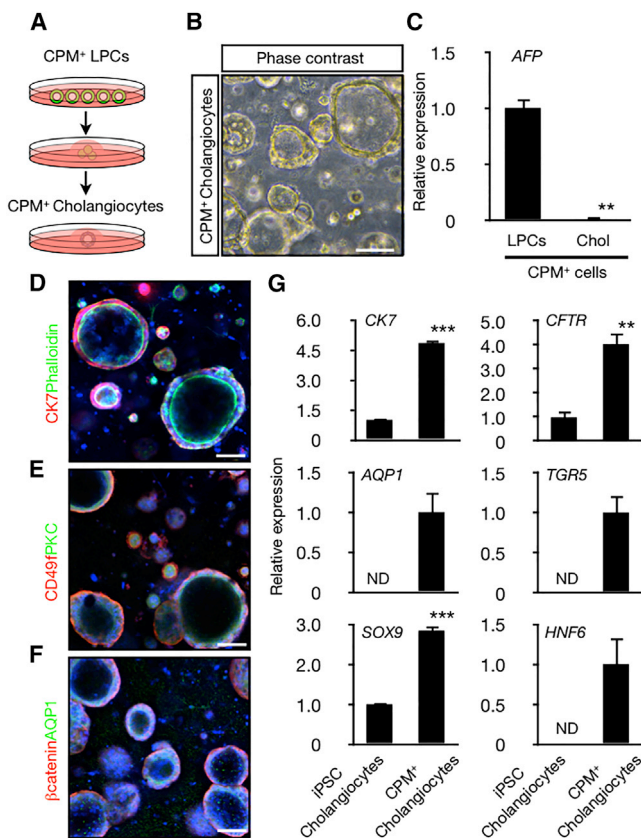 A
CPM⁺ LPCs
CPM⁺ Cholangiocytes
B
Phase contrast
CPM⁺ Cholangiocytes
C
AFP
Relative expression
1.5
1.0
0.5
0
**
LPCs Chol
CPM⁺ cells
D
CK7Phalloidin
E
CD49fPKC
F
βcateninAQP1
G
Relative expression
CK7
6.0
4.5
3.0
1.5
0
***
CFTR
5.0
4.0
3.0
2.0
1.0
0
**
AQP1
1.5
1.0
0.5
0
ND
TGR5
1.5
1.0
0.5
0
ND
SOX9
3.0
2.0
1.0
0
***
HNF6
1.5
1.0
0.5
0
ND
iPSC
Cholangiocytes
CPM⁺
Cholangiocytes
iPSC
Cholangiocytes
CPM⁺
Cholangiocytes